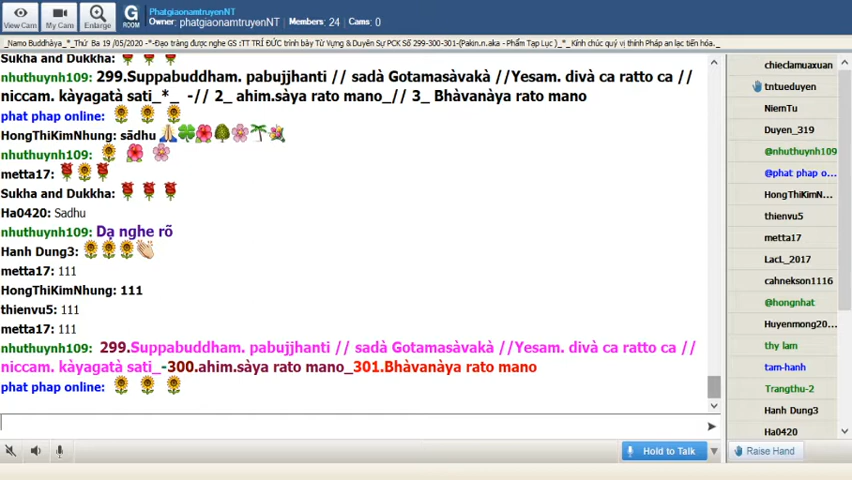 View Cam
My Cam
Enlarge
G
ROOM
PhatgiaonamtruyenNT
Owner: phatgiaonamtruyenNT Members: 24 Cams: 0
_Namo Buddhàya_*_Thứ Ba 19 /05/2020 -*-Đạo tràng được nghe GS :TT TRÍ ĐỨC trình bày Từ Vựng & Duyên Sự PCK Số 299-300-301-(Pakin.n.aka - Phẩm Tạp Lục )_*_ Kính chúc quý vị thính Pháp an lạc tiến hóa._
Sukha and Dukkha:
nhuthuynh109: 299.Suppabuddham. pabujjhanti // sadà Gotamasàvakà //Yesam. divà ca ratto ca //
niccam. kàyagatà sati_*_ -// 2_ ahim.sàya rato mano_// 3_ Bhàvanàya rato mano
phat phap online:
HongThiKimNhung: sādhu
nhuthuynh109:
metta17:
Sukha and Dukkha:
Ha0420: Sadhu
nhuthuynh109: Dạ nghe rõ
Hanh Dung3:
metta17: 111
HongThiKimNhung: 111
thienvu5: 111
metta17: 111
nhuthuynh109: 299.Suppabuddham. pabujjhanti // sadà Gotamasàvakà //Yesam. divà ca ratto ca //
niccam. kàyagatà sati_-300.ahim.sàya rato mano_301.Bhàvanàya rato mano
phat phap online:
Hold to Talk
chieclamuaxuan
tntueduyen
NiemTu
Duyen_319
@nhuthuynh109
@phat phap o...
HongThiKimN...
thienvu5
metta17
LacL_2017
cahnekson1116
@hongnhat
Huyenmong20...
thy lam
tam-hanh
Trangthu-2
Hanh Dung3
Ha0420
Raise Hand